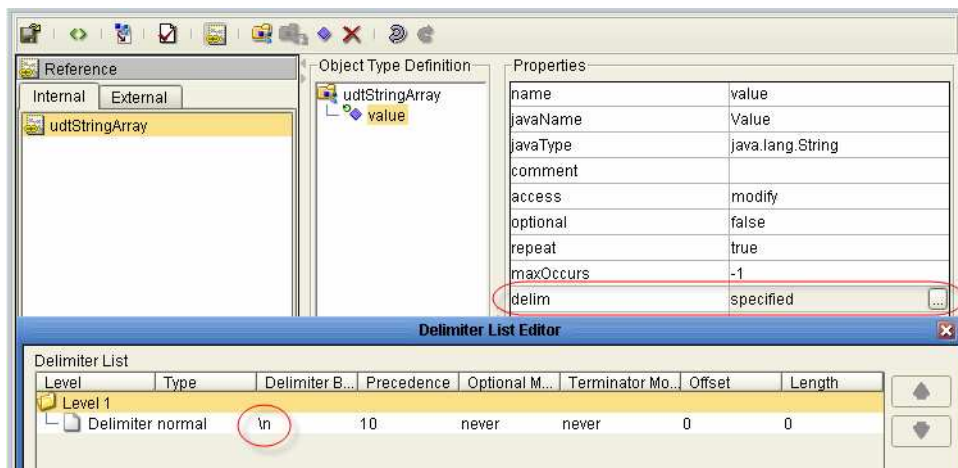 Reference
Internal External
udtStringArray
Object Type Definition
udtStringArray
value
Properties
name value
javaName Value
javaType java.lang.String
comment
access modify
optional false
repeat true
maxOccurs -1
delim specified ...
Delimiter List Editor
Delimiter List
Level Type Delimiter B... Precedence Optional M... Terminator Mo... Offset Length
Level 1
Delimiter normal \n 10 never never 0 0